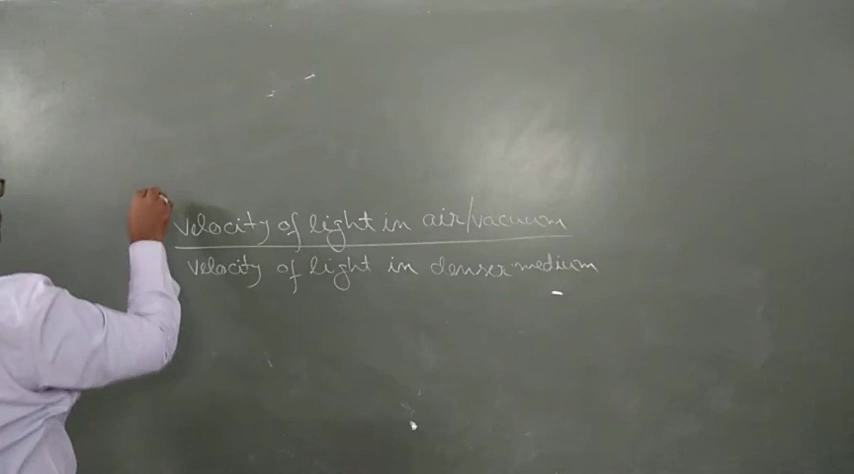 velocity of light in air/vacuum
velocity of light in denser medium